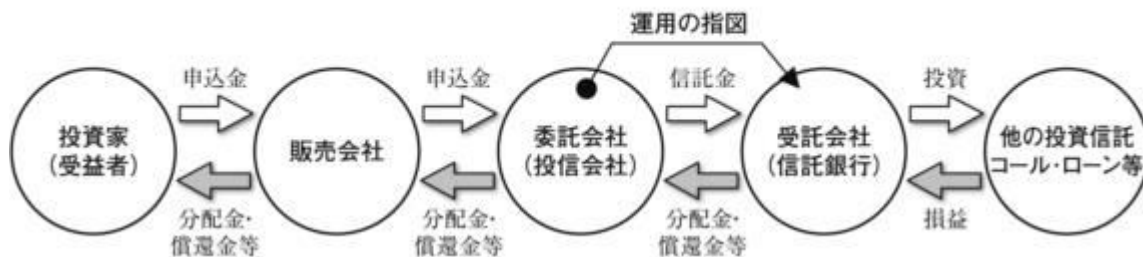 運用の指図
申込金
申込金
信託金
投資
投資家
（受益者）
販売会社
委託会社
（投信会社）
受託会社
（信託銀行）
他の投資信託
コール・ローン等
分配金・
償還金等
分配金・
償還金等
分配金・
償還金等
損益